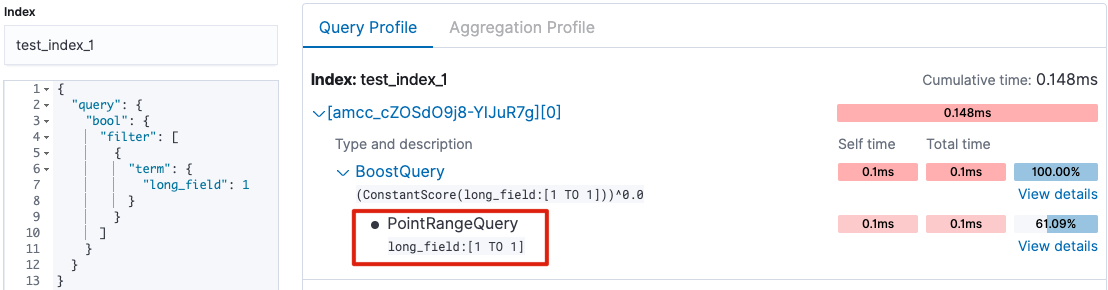 Index
test_index_1
1 {
2 "query": {
3 "bool": {
4 "filter": [
5 {
6 "term": {
7 "long_field": 1
8 }
9 }
10 ]
11 }
12 }
13 }
Query Profile Aggregation Profile
Index: test_index_1 Cumulative time: 0.148ms
[amcc_cZOSdO9j8-YIJuR7g][0] 0.148ms
Type and description Self time Total time
BoostQuery 0.1ms 0.1ms 100.00%
View details
(ConstantScore(long_field:[1 TO 1]))^0.0
PointRangeQuery 0.1ms 0.1ms 61.09%
long_field:[1 TO 1] View details